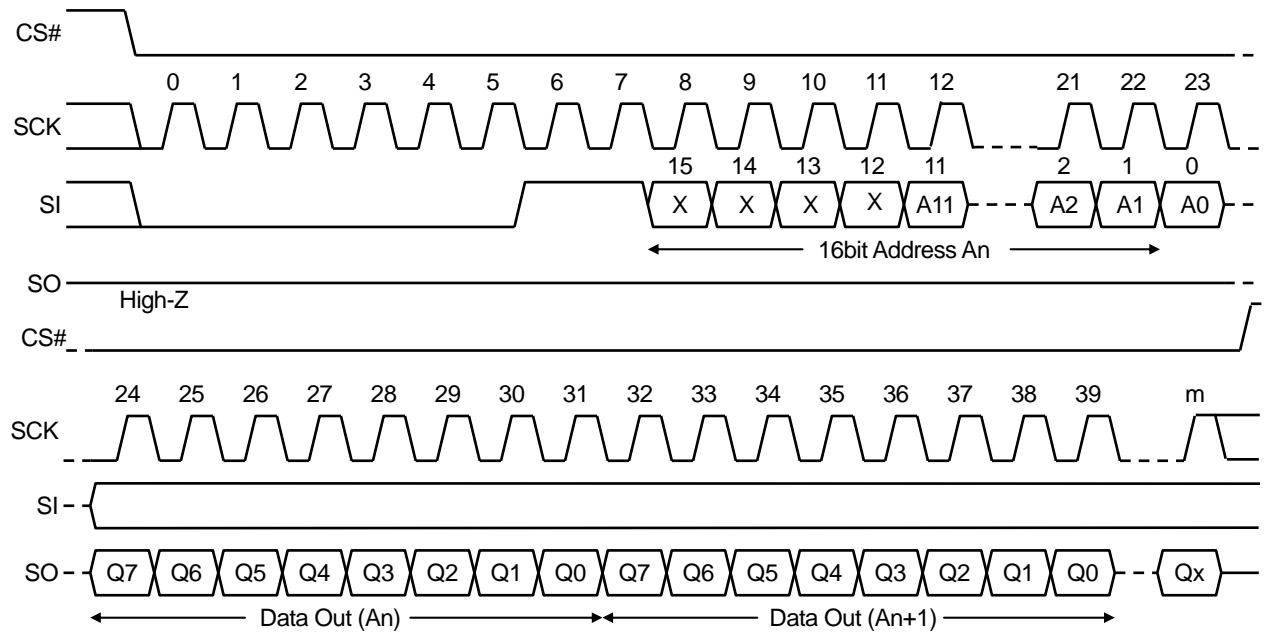 CS#
0 1 2 3 4 5 6 7 8 9 10 11 12 21 22 23
SCK
15 14 13 12 11 2 1 0
SI X X X X A11 A2 A1 A0
16bit Address An
SO
High-Z
CS#
24 25 26 27 28 29 30 31 32 33 34 35 36 37 38 39 m
SCK
SI
SO Q7 Q6 Q5 Q4 Q3 Q2 Q1 Q0 Q7 Q6 Q5 Q4 Q3 Q2 Q1 Q0 Qx
Data Out (An) Data Out (An+1)